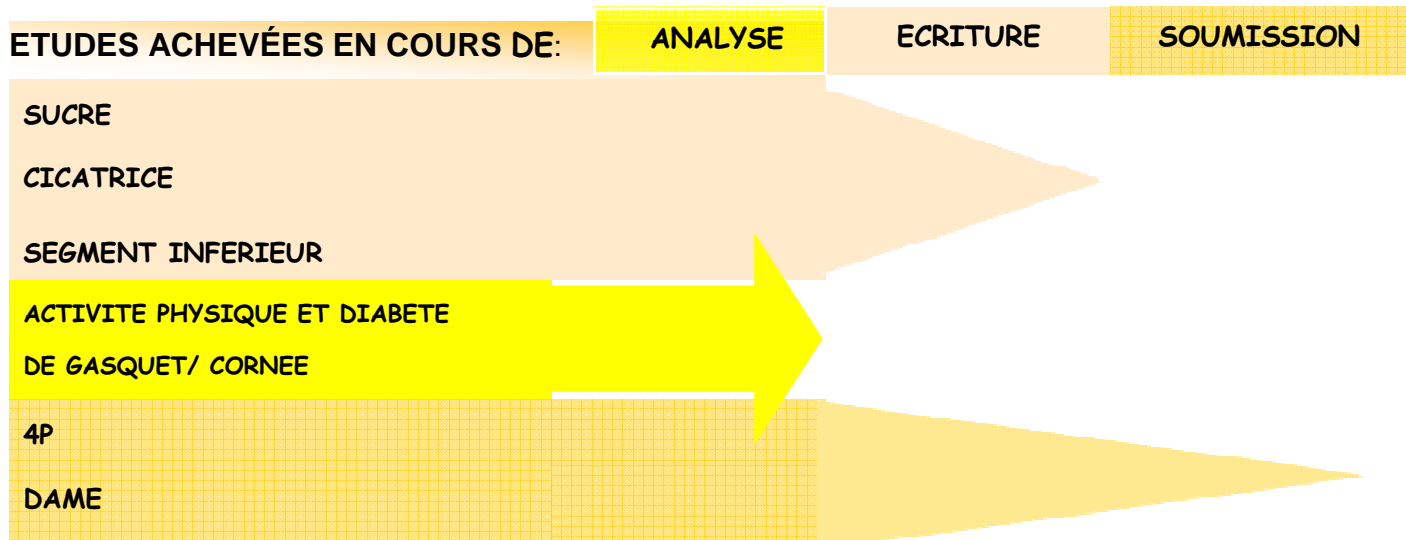 ETUDES ACHEVÉES EN COURS DE: ANALYSE ECRITURE SOUMISSION
SUCRE
CICATRICE
SEGMENT INFERIEUR
ACTIVITE PHYSIQUE ET DIABETE
DE GASQUET/ CORNEE
4P
DAME